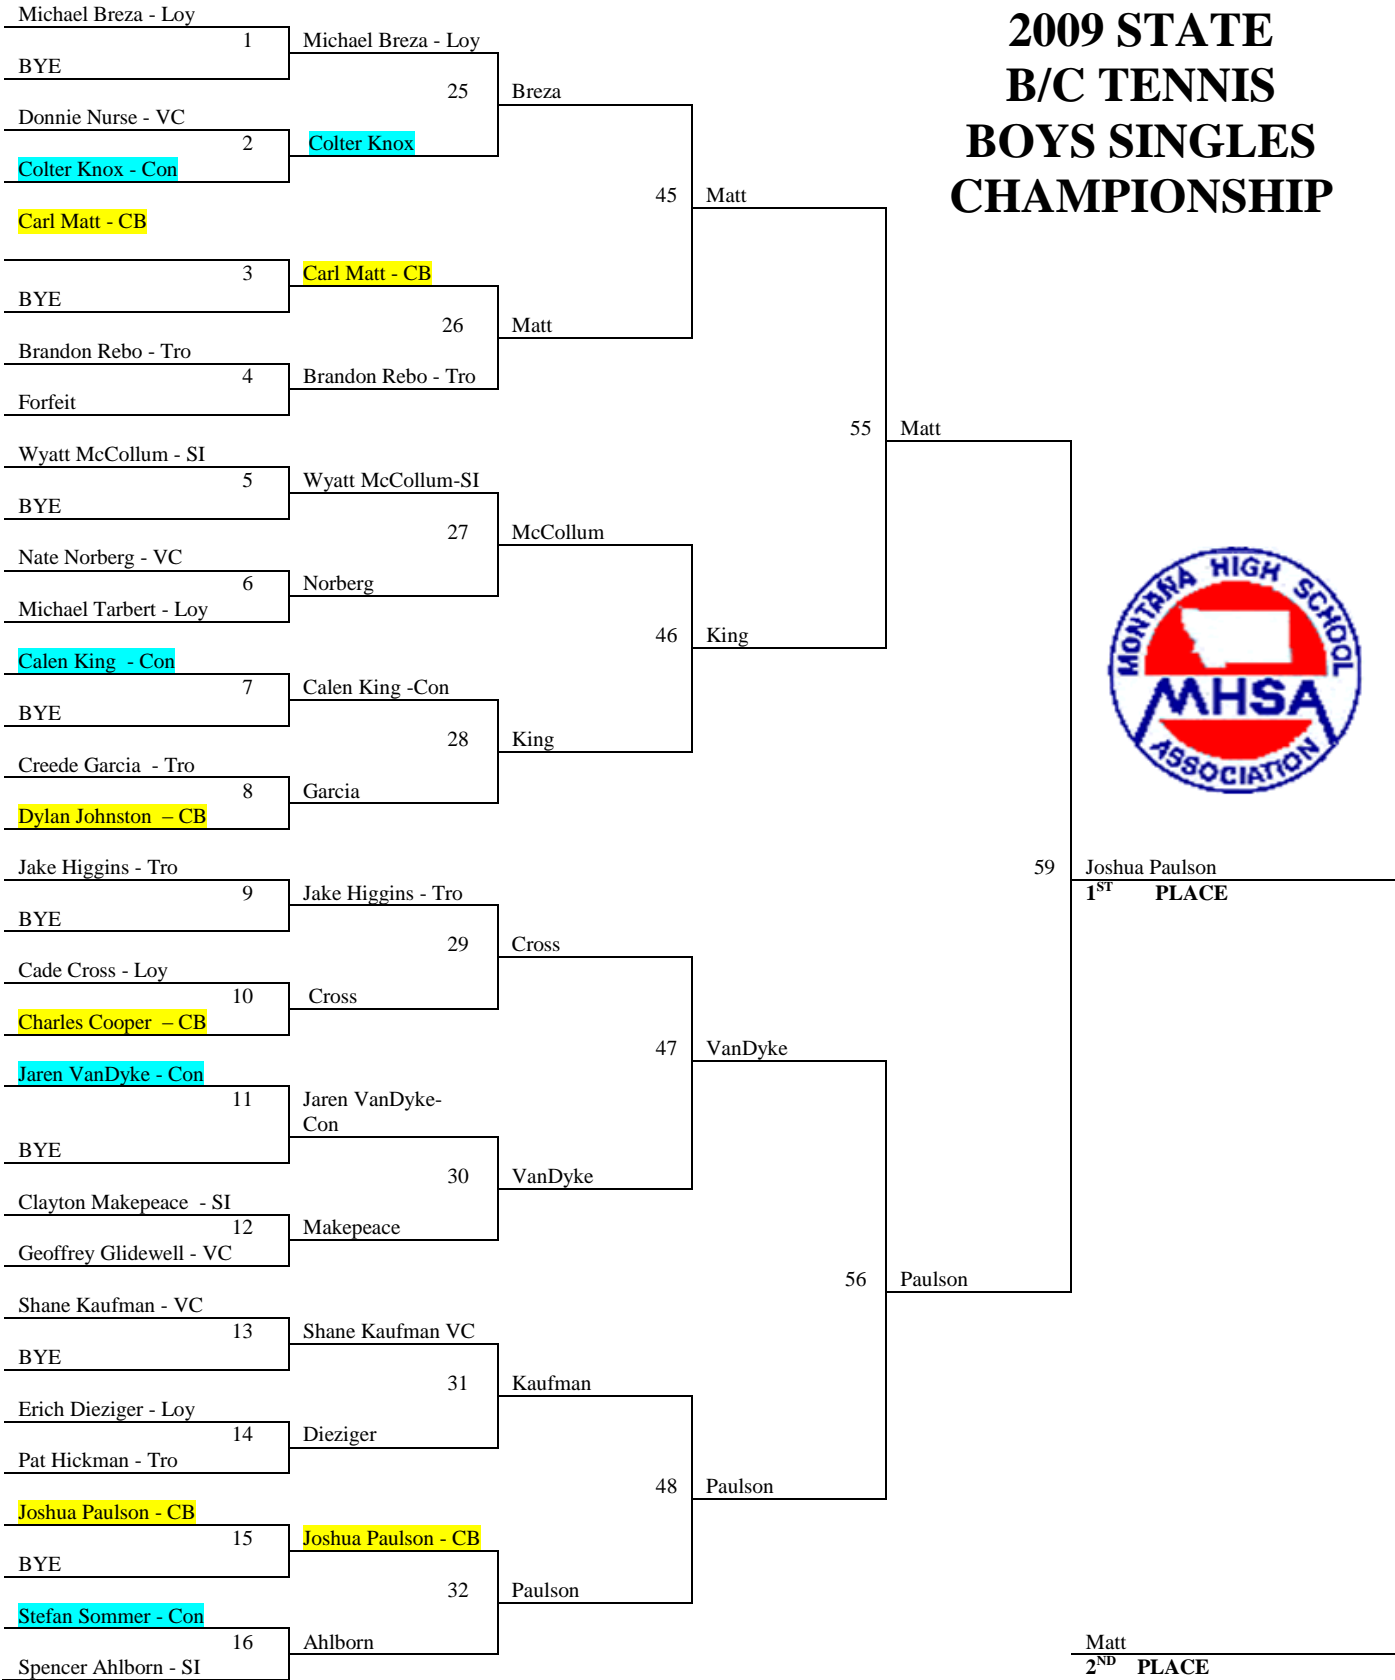 2009 STATE
B/C TENNIS
BOYS SINGLES
CHAMPIONSHIP
Michael Breza - Loy
1 Michael Breza - Loy
BYE
25 Breza
Donnie Nurse - VC
2 Colter Knox
Colter Knox - Con
45 Matt
Carl Matt - CB
3 Carl Matt - CB
BYE
26 Matt
Brandon Rebo - Tro
4 Brandon Rebo - Tro
Forfeit
55 Matt
Wyatt McCollum - SI
5 Wyatt McCollum-SI
BYE
27 McCollum
Nate Norberg - VC
6 Norberg
Michael Tarbert - Loy
46 King
Calen King - Con
7 Calen King -Con
BYE
28 King
Creede Garcia - Tro
8 Garcia
Dylan Johnston – CB
MONTANA HIGH SCHOOL
MHSA
ASSOCIATION
59 Joshua Paulson
1ST PLACE
Jake Higgins - Tro
9 Jake Higgins - Tro
BYE
29 Cross
Cade Cross - Loy
10 Cross
Charles Cooper – CB
47 VanDyke
Jaren VanDyke - Con
11 Jaren VanDyke-
Con
BYE
30 VanDyke
Clayton Makepeace - SI
12 Makepeace
Geoffrey Glidewell - VC
56 Paulson
Shane Kaufman - VC
13 Shane Kaufman VC
BYE
31 Kaufman
Erich Dieziger - Loy
14 Dieziger
Pat Hickman - Tro
48 Paulson
Joshua Paulson - CB
15 Joshua Paulson - CB
BYE
32 Paulson
Stefan Sommer - Con
16 Ahlborn
Spencer Ahlborn - SI
Matt
2ND PLACE